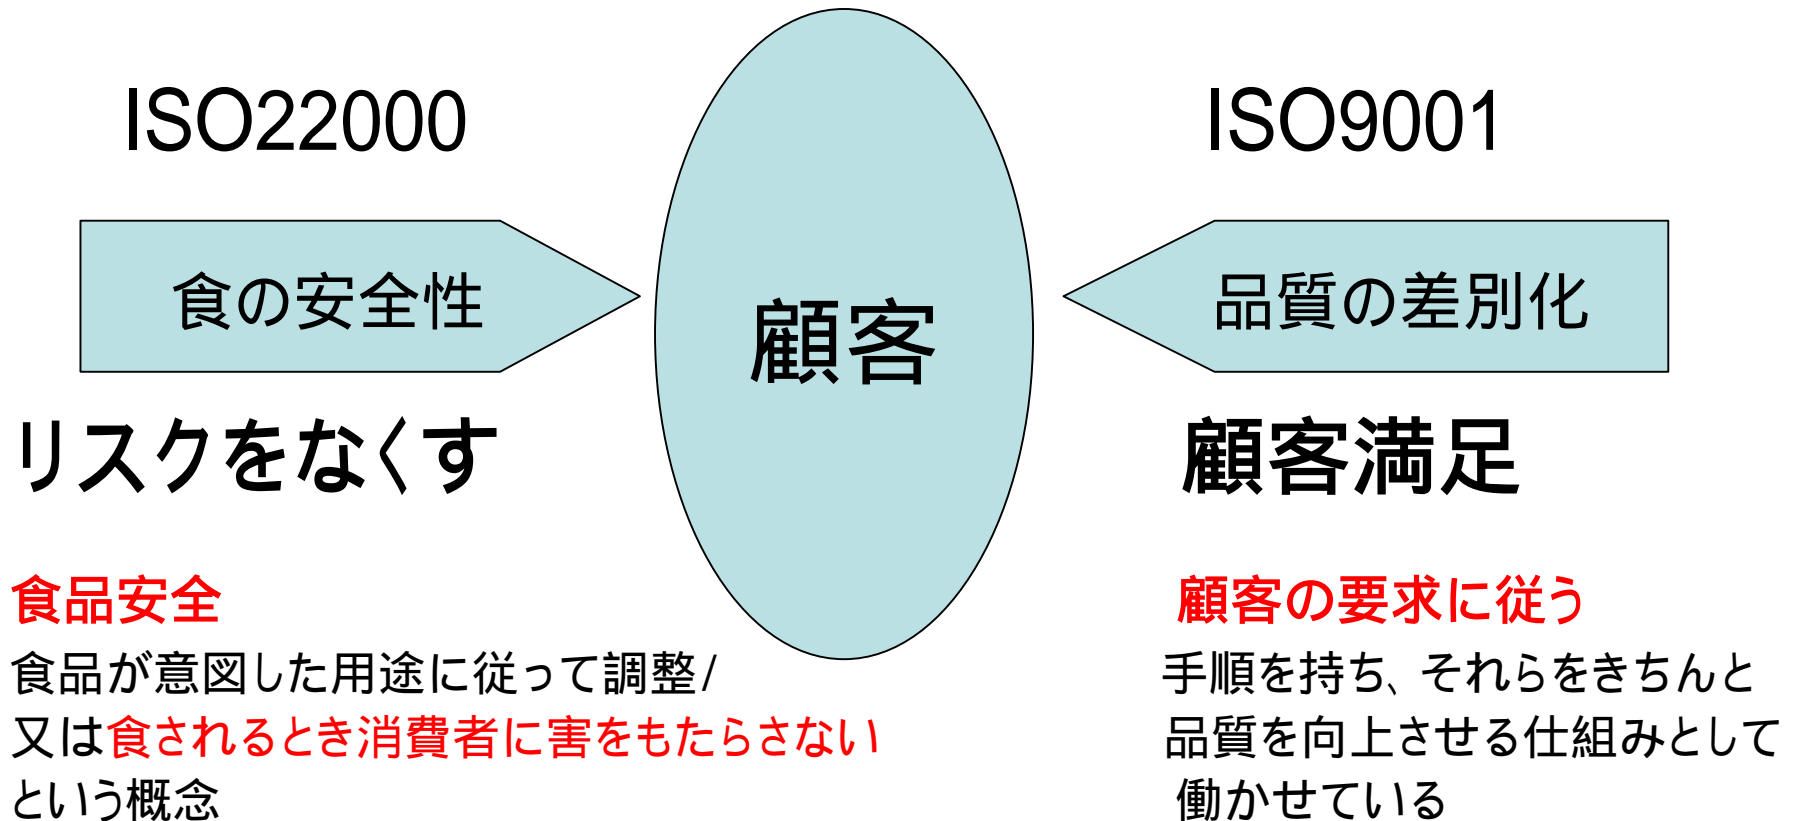 ISO22000
食の安全性
リスクをなくす
食品安全
食品が意図した用途に従って調整/
又は食されるとき消費者に害をもたらさない
という概念
顧客
ISO9001
品質の差別化
顧客満足
顧客の要求に従う
手順を持ち、それらをきちんと
品質を向上させる仕組みとして
働かせている